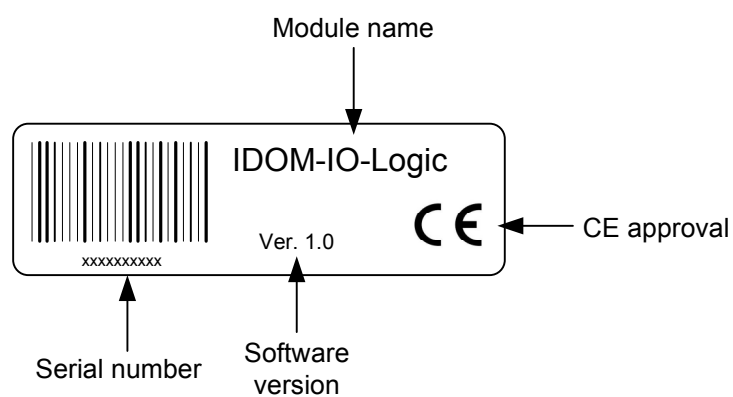 Module name
IDOM-IO-Logic
CE
CE approval
Ver. 1.0
xxxxxxxxxx
Serial number
Software
version